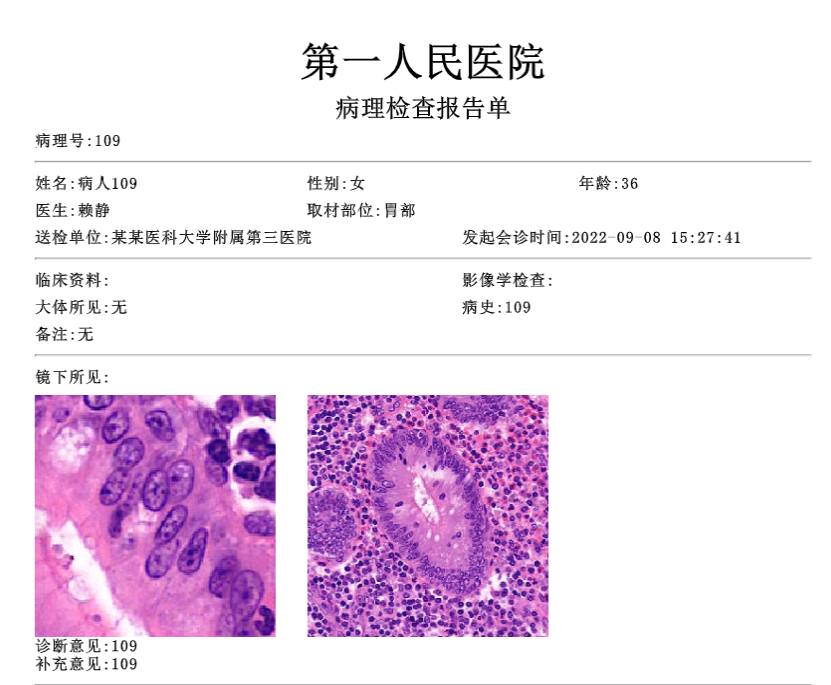 第一人民医院
病理检查报告单
病理号:109
姓名:病人109 性别:女 年龄:36
医生:赖静 取材部位:胃部
送检单位:某某医科大学附属第三医院 发起会诊时间:2022-09-08 15:27:41
临床资料: 影像学检查:
大体所见:无 病史:109
备注:无
镜下所见:
诊断意见:109
补充意见:109